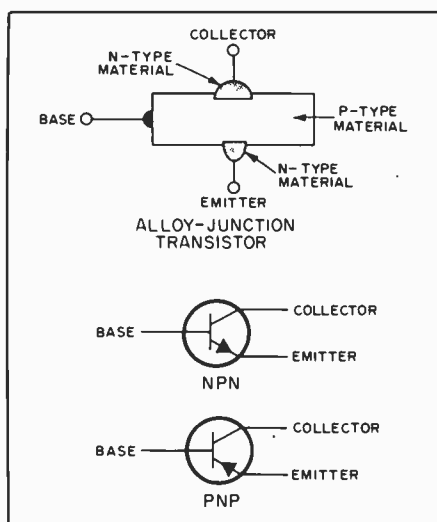 COLLECTOR
N-TYPE
MATERIAL
BASE
P-TYPE
MATERIAL
N-TYPE
MATERIAL
EMITTER
ALLOY-JUNCTION
TRANSISTOR
COLLECTOR
BASE
EMITTER
NPN
COLLECTOR
BASE
EMITTER
PNP